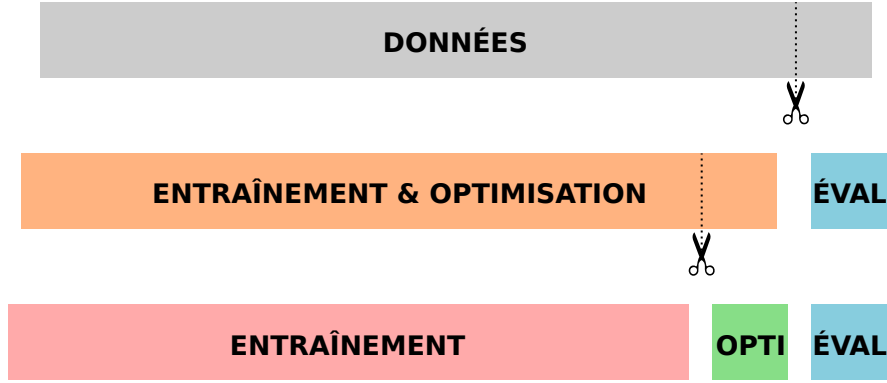 DONNÉES
ENTRAÎNEMENT & OPTIMISATION ÉVAL
ENTRAÎNEMENT OPTI ÉVAL